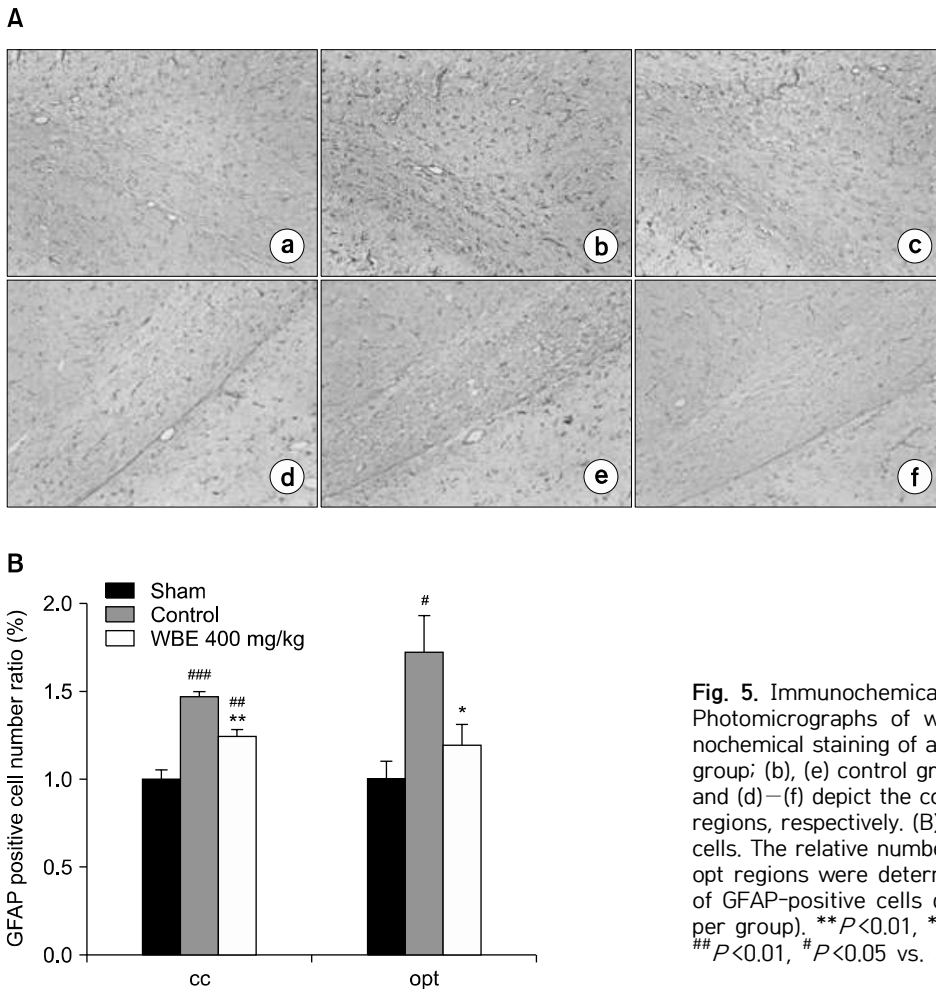 A
a
b
c
d
e
f
B
Sham
Control
WBE 400 mg/kg
GFAP positive cell number ratio (%)
2.0
1.5
1.0
0.5
0.0
###
##
**
#
*
cc
opt
Fig. 5. Immunochemical
Photomicrographs of w
nochemical staining of a
group; (b), (e) control gr
and (d)−(f) depict the co
regions, respectively. (B)
cells. The relative number
opt regions were determ
of GFAP-positive cells o
per group). **P<0.01, *
##P<0.01, #P<0.05 vs.